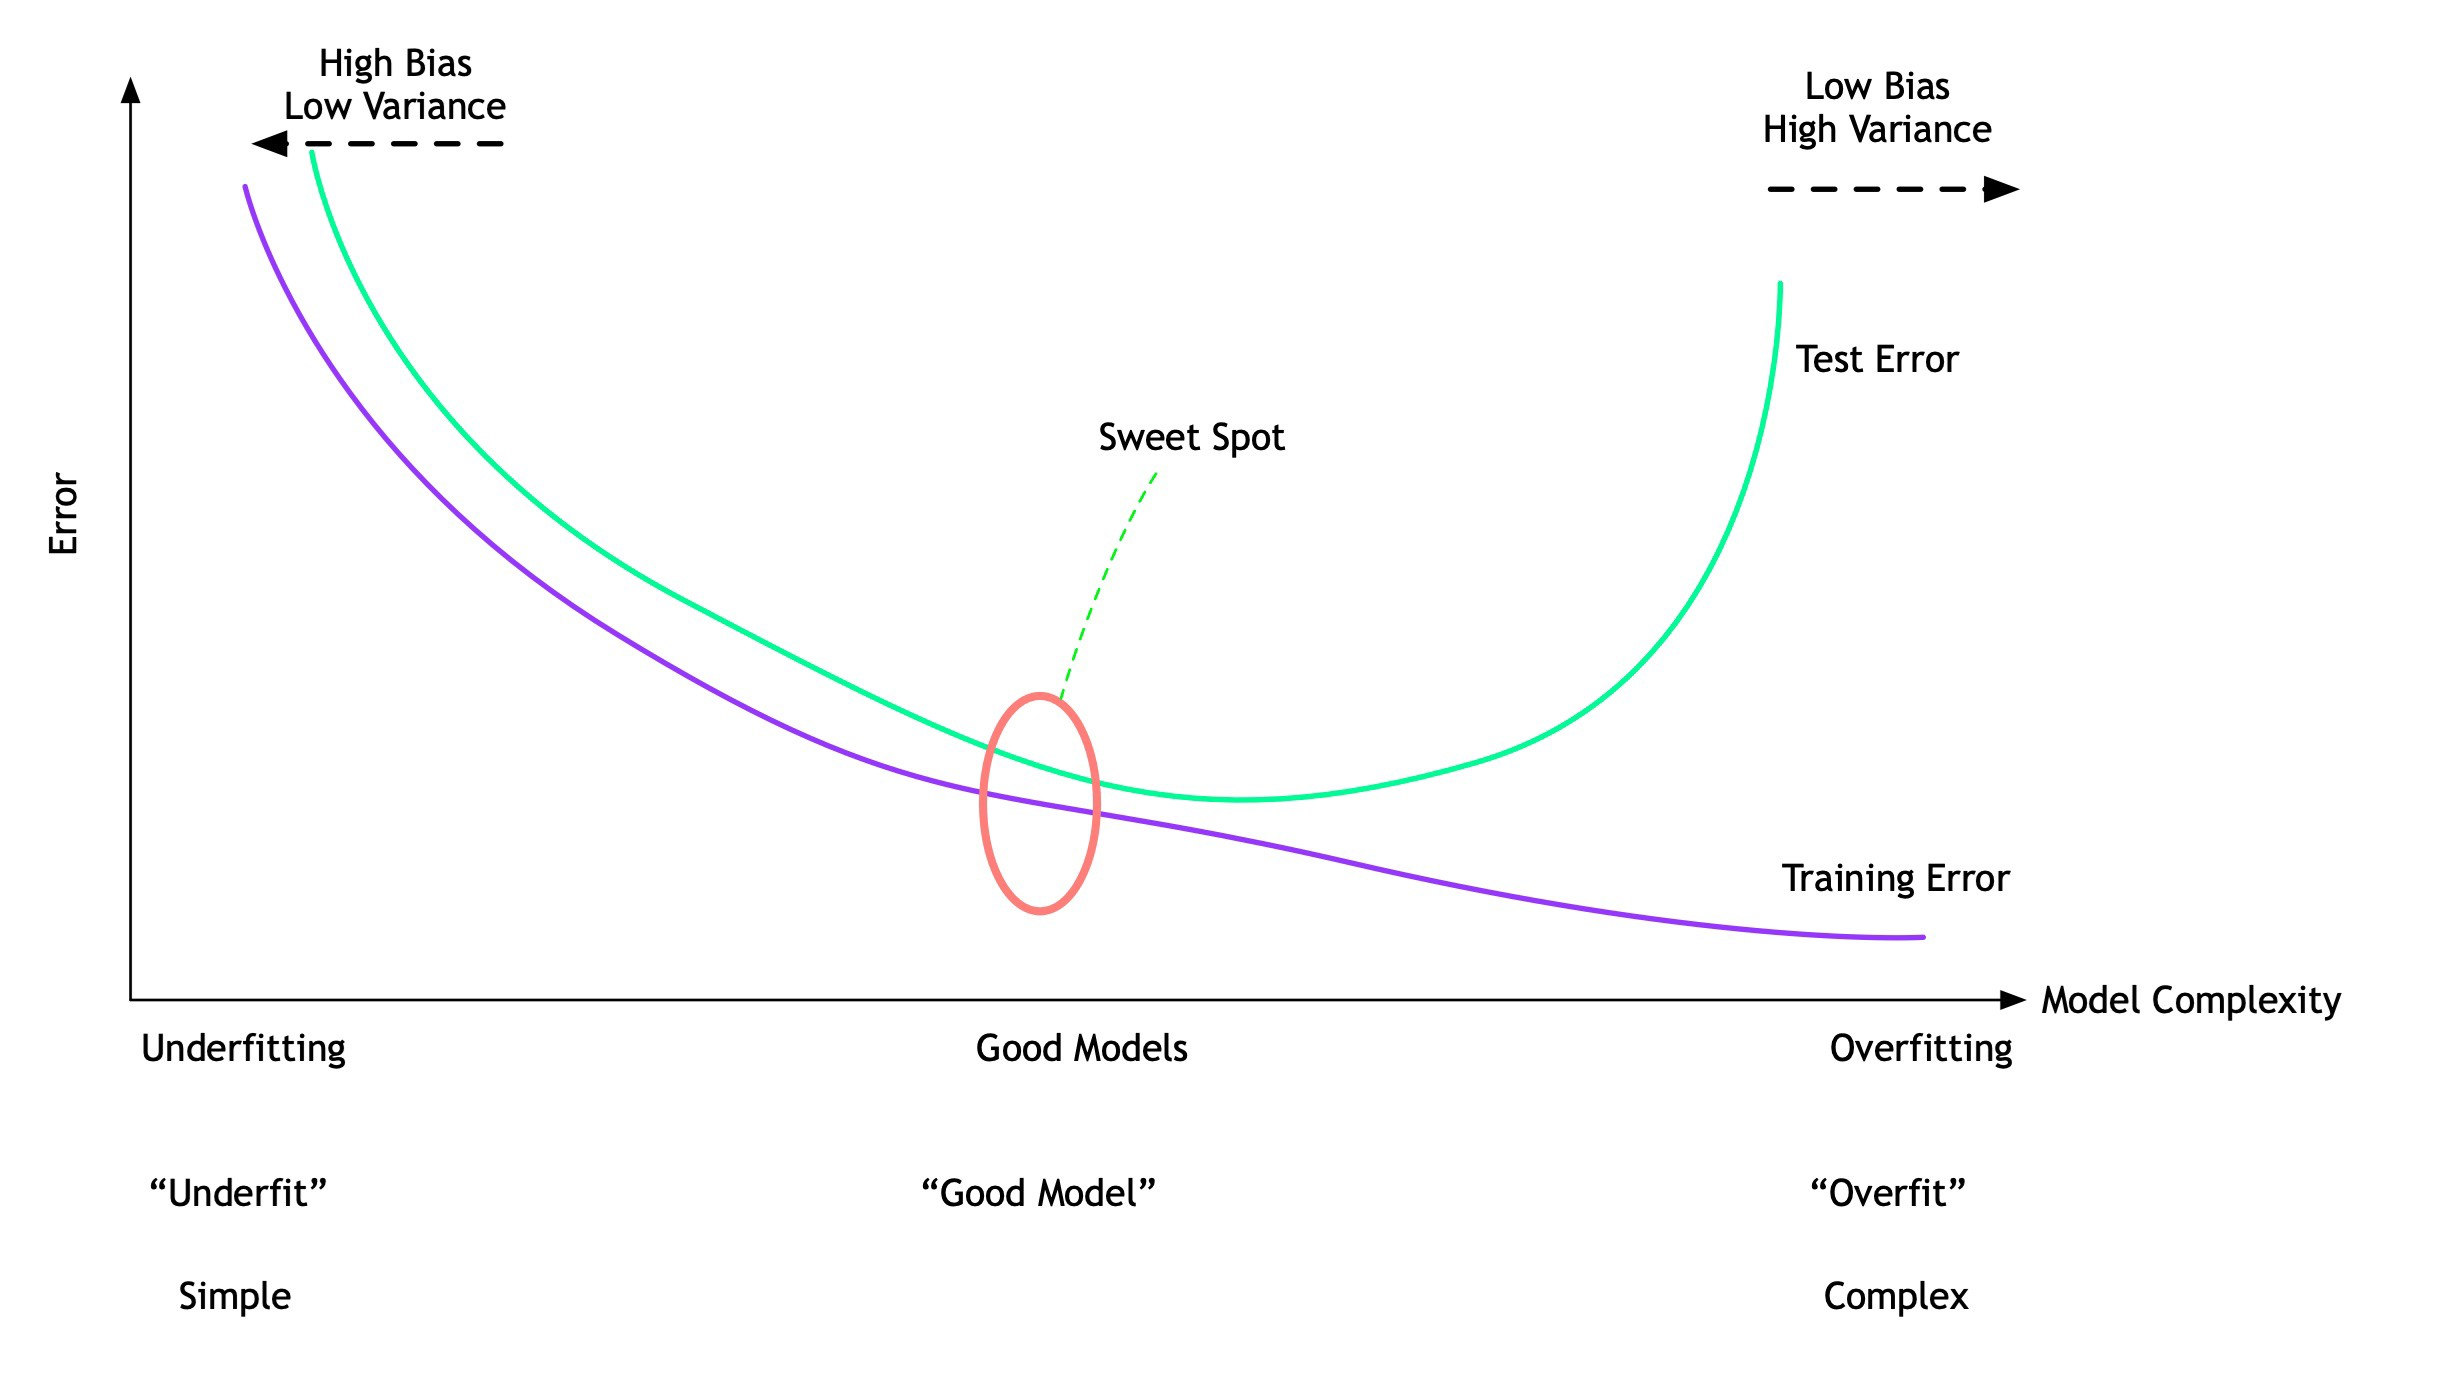 High Bias
Low Variance
Low Bias
High Variance
Test Error
Sweet Spot
Error
Training Error
Model Complexity
Underfitting
Good Models
Overfitting
“Underfit”
“Good Model”
“Overfit”
Simple
Complex